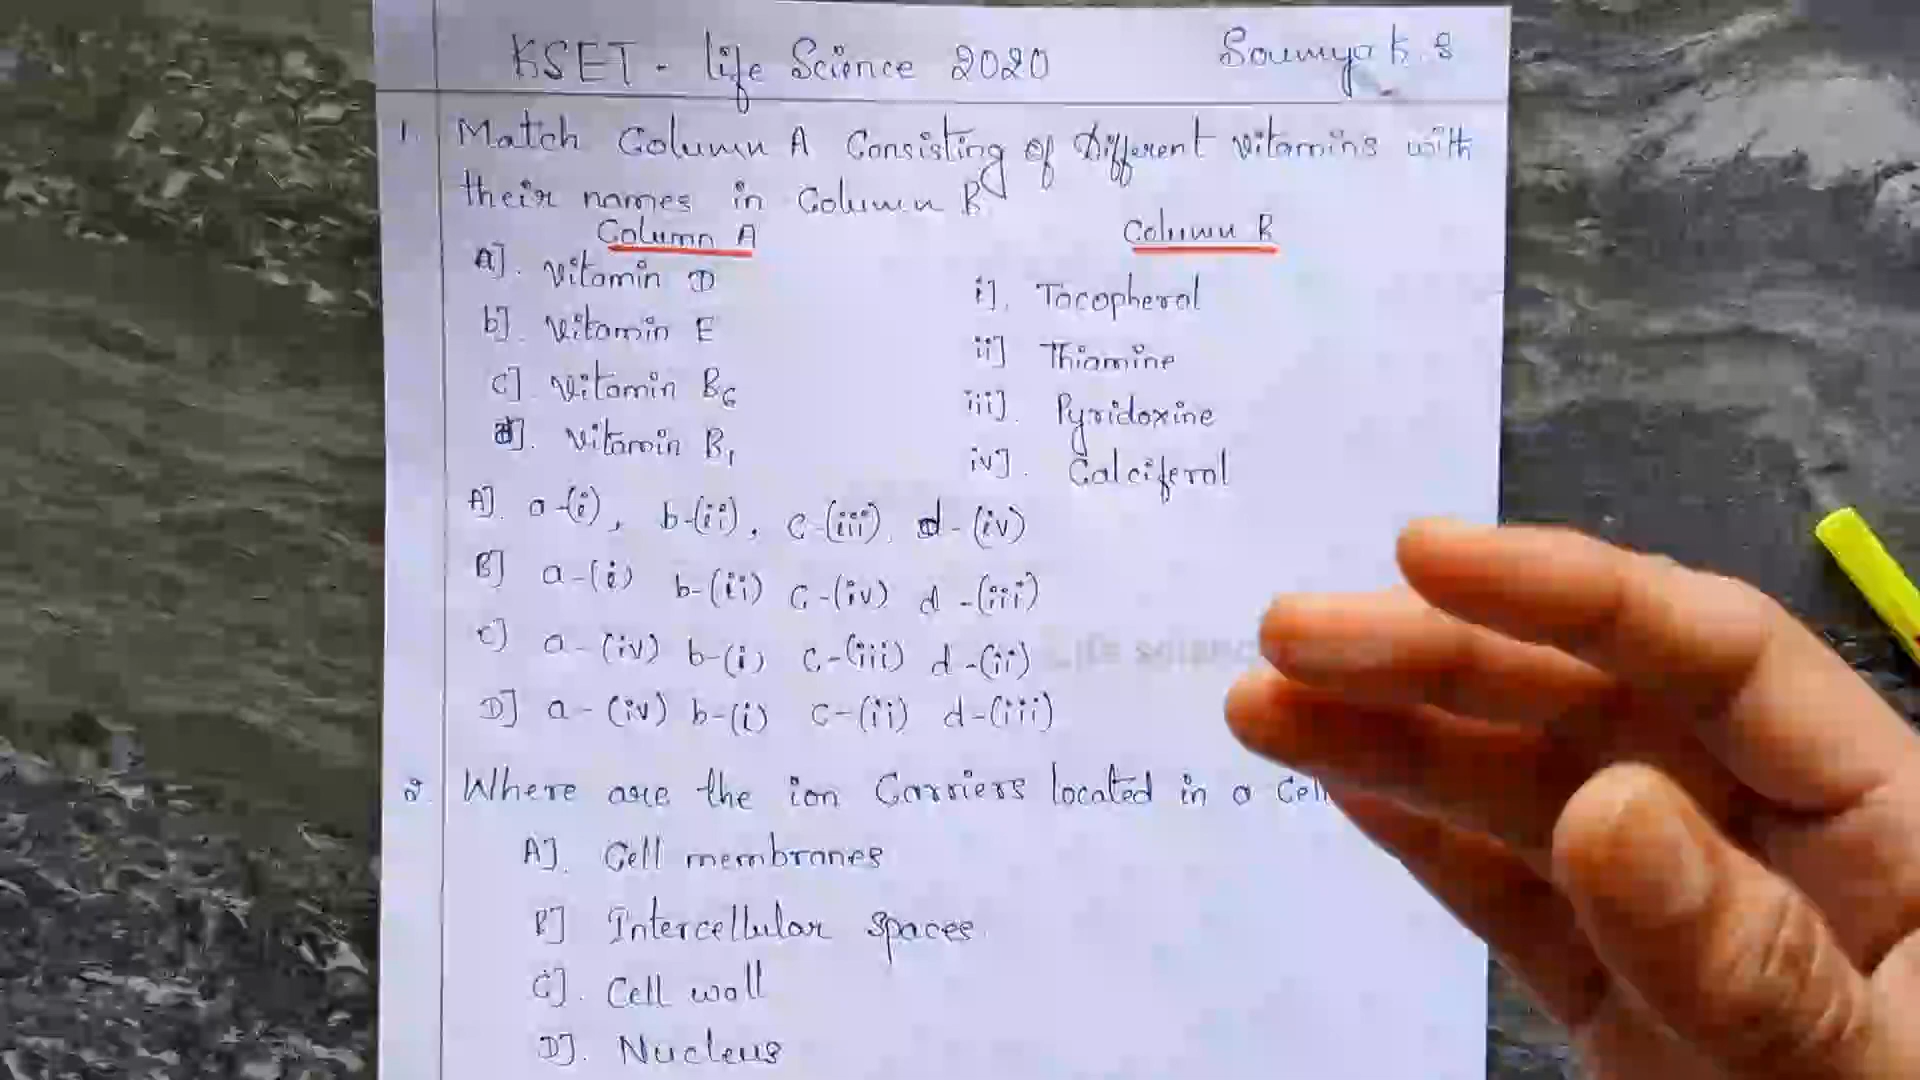 KSET - life Science 2020 Soumya K. S
1. Match Column A Consisting of Different vitamins with
their names in Column B
Column A Column B
a]. Vitamin D i]. Tocopherol
b]. Vitamin E ii] Thiamine
c]. Vitamin B6 iii]. Pyridoxine
d]. Vitamin B1 iv]. Calciferol
A]. a-(i), b-(ii), c-(iii), d-(iv)
B] a-(i) b-(ii) c-(iv) d-(iii)
C] a-(iv) b-(i) c-(iii) d-(ii)
D] a-(iv) b-(i) c-(ii) d-(iii)
2. Where are the ion Carriers located in a Cell
A]. Cell membranes
B] Intercellular spaces
C]. Cell wall
D]. Nucleus